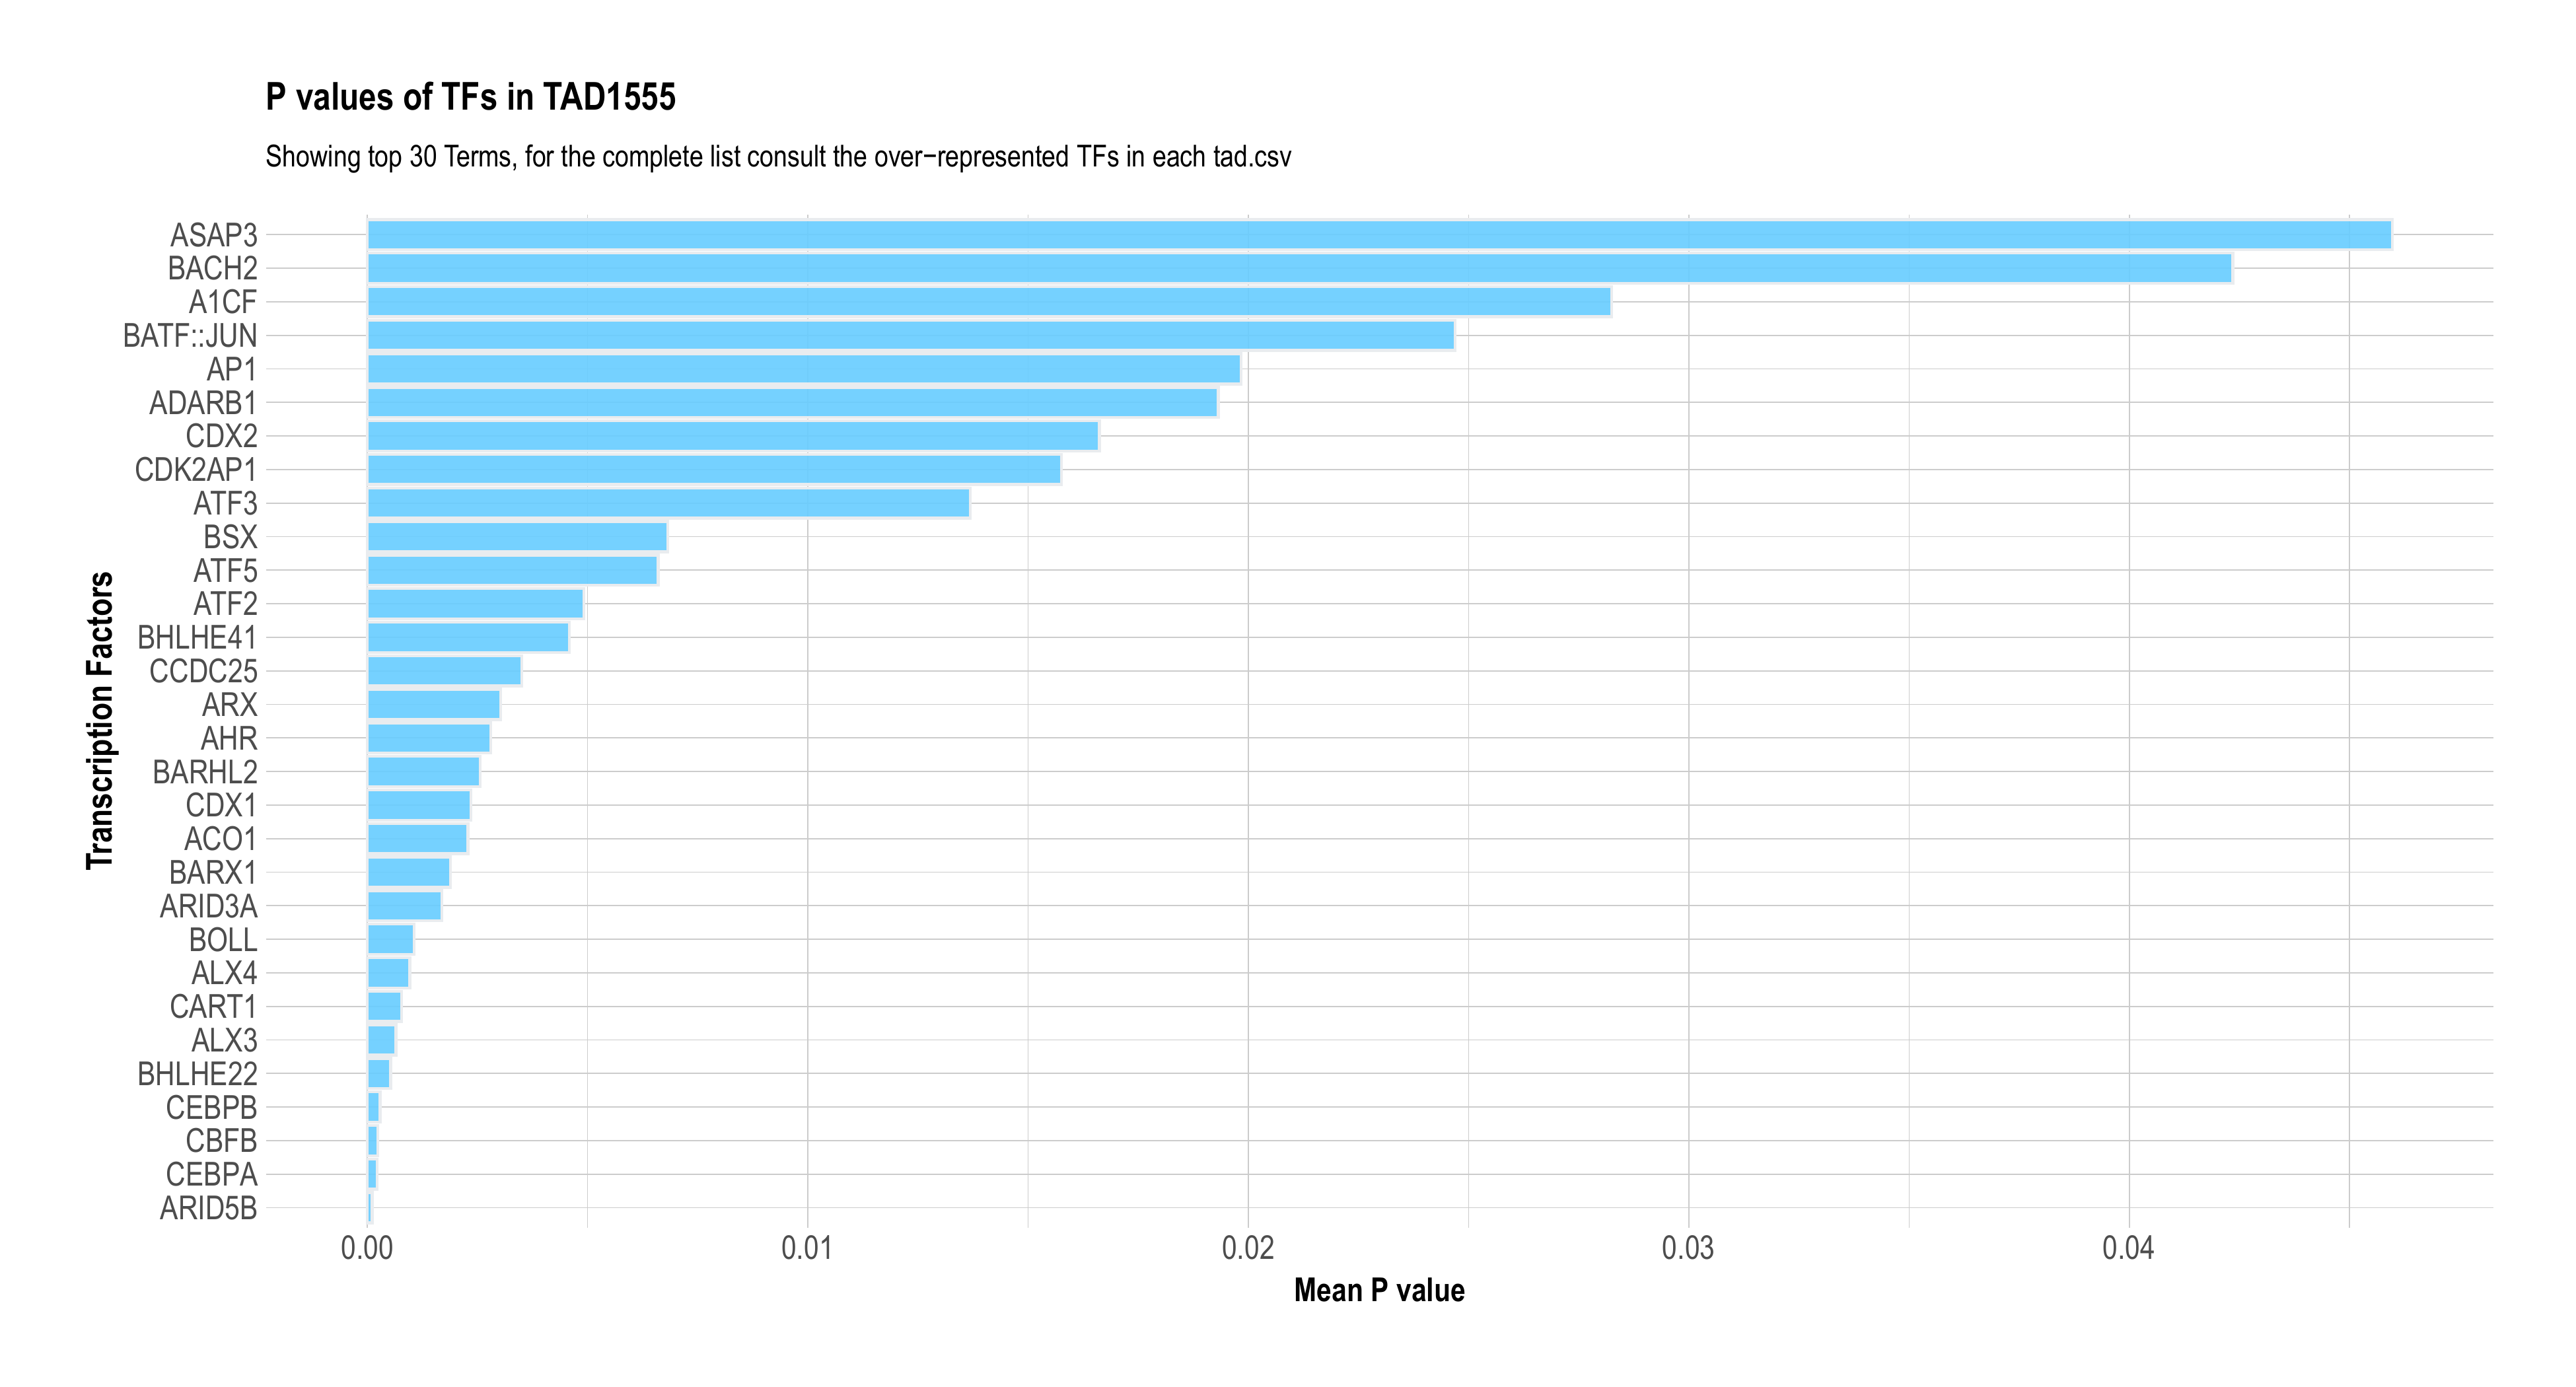 P values of TFs in TAD1555
Showing top 30 Terms, for the complete list consult the over−represented TFs in each tad.csv
Transcription Factors
ASAP3
BACH2
A1CF
BATF::JUN
AP1
ADARB1
CDX2
CDK2AP1
ATF3
BSX
ATF5
ATF2
BHLHE41
CCDC25
ARX
AHR
BARHL2
CDX1
ACO1
BARX1
ARID3A
BOLL
ALX4
CART1
ALX3
BHLHE22
CEBPB
CBFB
CEBPA
ARID5B
0.00 0.01 0.02 0.03 0.04
Mean P value